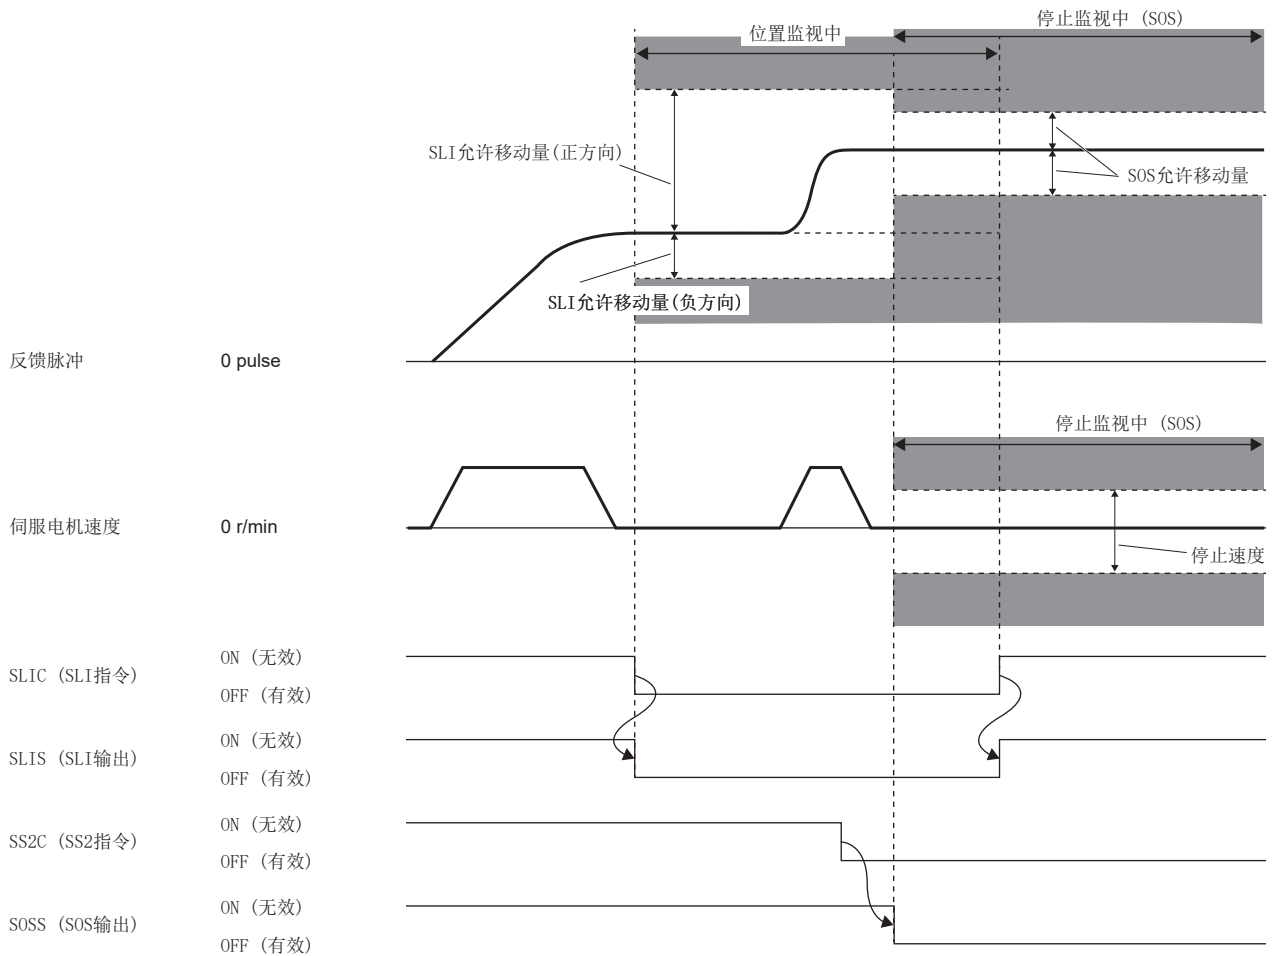 停止监视中（SOS）
位置监视中
SLI允许移动量(正方向)
SOS允许移动量
SLI允许移动量(负方向)
反馈脉冲
0 pulse
停止监视中（SOS）
伺服电机速度
0 r/min
停止速度
SLIC（SLI指令）
ON（无效）
OFF（有效）
SLIS（SLI输出）
ON（无效）
OFF（有效）
SS2C（SS2指令）
ON（无效）
OFF（有效）
SOSS（SOS输出）
ON（无效）
OFF（有效）